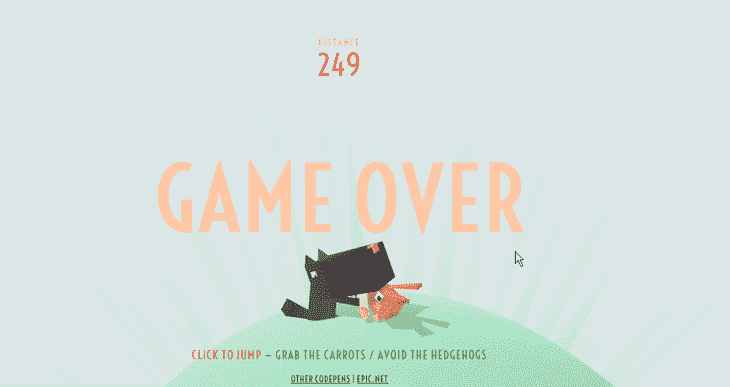 DISTANCE
249
GAME OVER
CLICK TO JUMP – GRAB THE CARROTS / AVOID THE HEDGEHOGS
OTHER CODEPENS | EPIC.NET